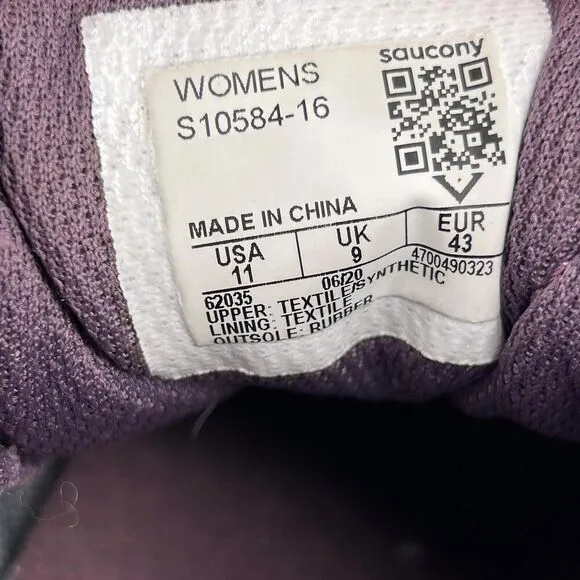 saucony
WOMENS
S10584-16
MADE IN CHINA
USA UK EUR
11 9 43
62035 06/20 4700490323
UPPER: TEXTILE/SYNTHETIC
LINING: TEXTILE
OUTSOLE: RUBBER